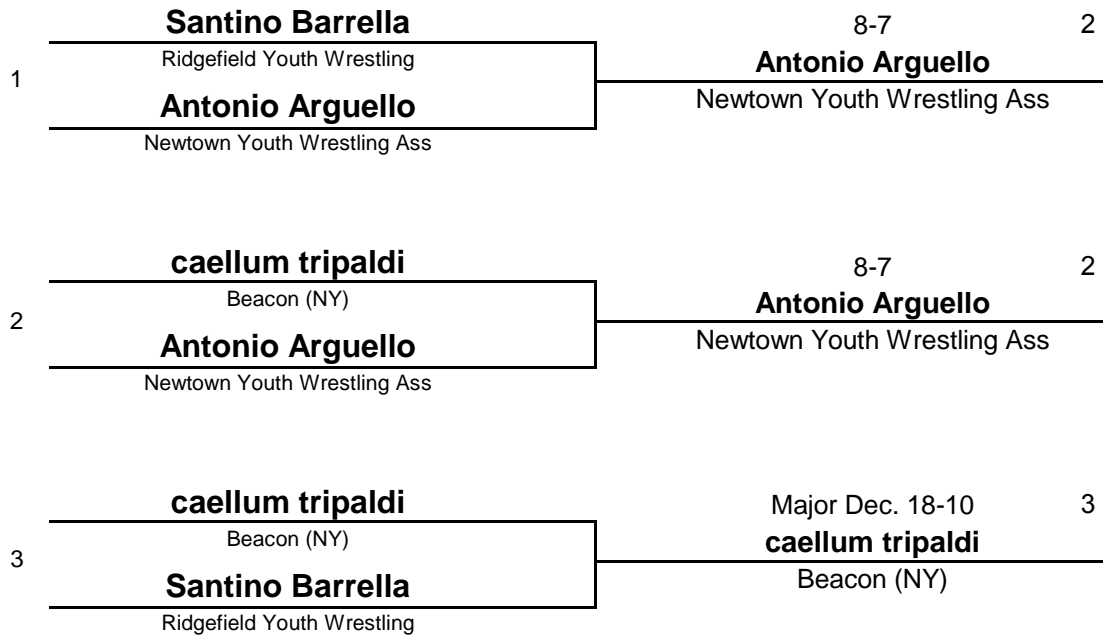 Santino Barrella
8-7 2
Ridgefield Youth Wrestling
Antonio Arguello
1
Antonio Arguello
Newtown Youth Wrestling Ass
Newtown Youth Wrestling Ass
caellum tripaldi
8-7 2
Beacon (NY)
Antonio Arguello
2
Antonio Arguello
Newtown Youth Wrestling Ass
Newtown Youth Wrestling Ass
caellum tripaldi
Major Dec. 18-10 3
Beacon (NY)
caellum tripaldi
3
Santino Barrella
Beacon (NY)
Ridgefield Youth Wrestling